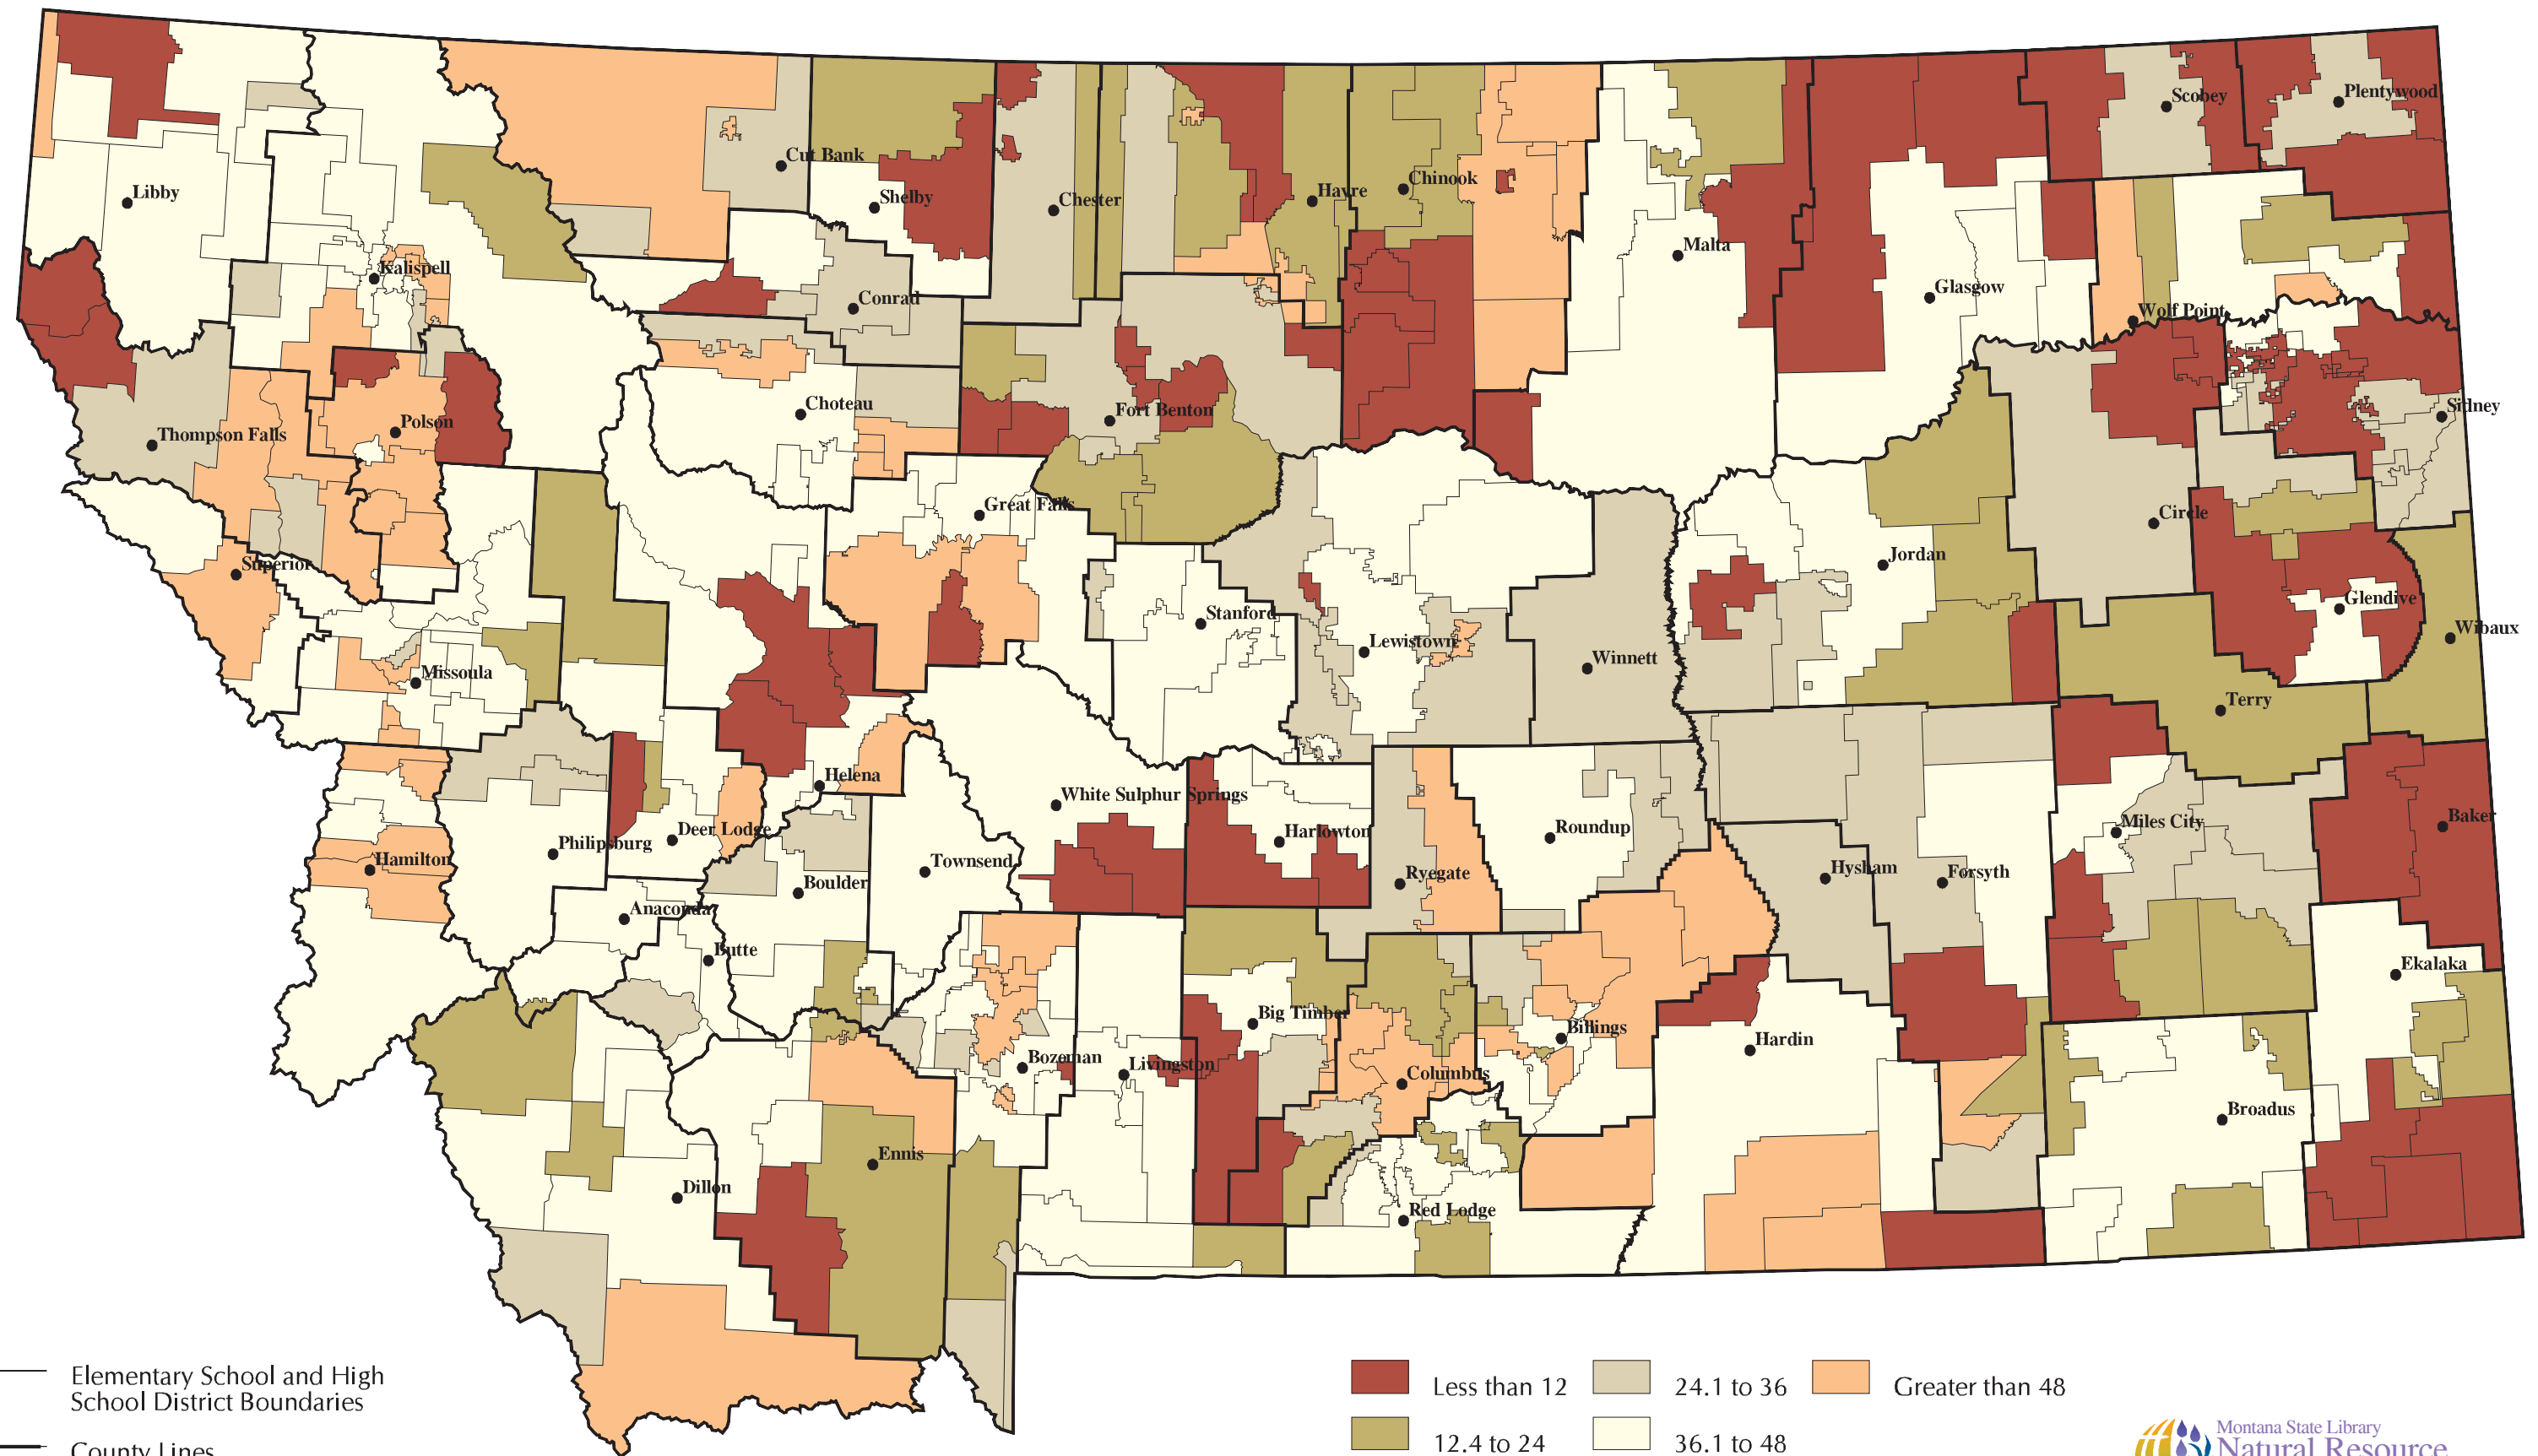 Scobey
Plentywood
Cut Bank
Libby
Shelby
Chester
Havre
Chinook
Malta
Kalispell
Conrad
Glasgow
Wolf Point
Choteau
Fort Benton
Sidney
Polson
Thompson Falls
Great Falls
Circle
Jordan
Superior
Stanford
Glendive
Lewistown
Winnett
Wibaux
Missoula
Terry
Helena
White Sulphur Springs
Harlowton
Roundup
Miles City
Baker
Deer Lodge
Philipsburg
Hamilton
Townsend
Ryegate
Hysham
Forsyth
Boulder
Anaconda
Butte
Ekalaka
Big Timber
Billings
Hardin
Bozeman
Livingston
Columbus
Broadus
Ennis
Dillon
Red Lodge
Elementary School and High
School District Boundaries
County Lines
Less than 12
24.1 to 36
Greater than 48
12.4 to 24
36.1 to 48
Montana State Library
Natural Resource